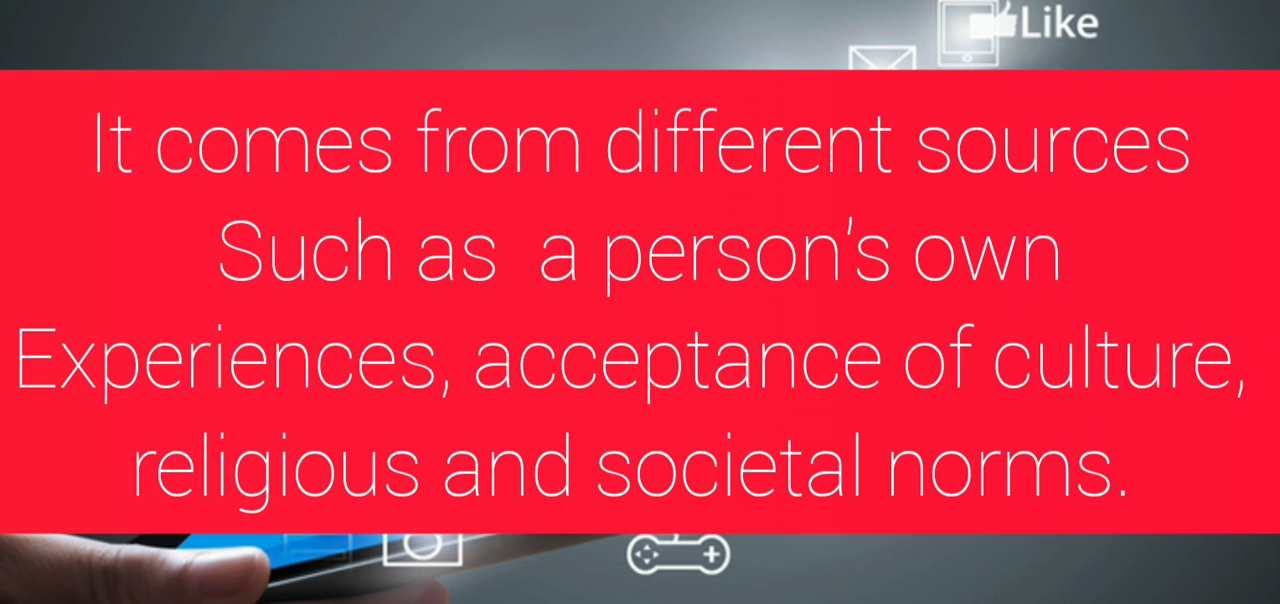 Like
It comes from different sources
Such as  a person's own
Experiences, acceptance of culture,
religious and societal norms.